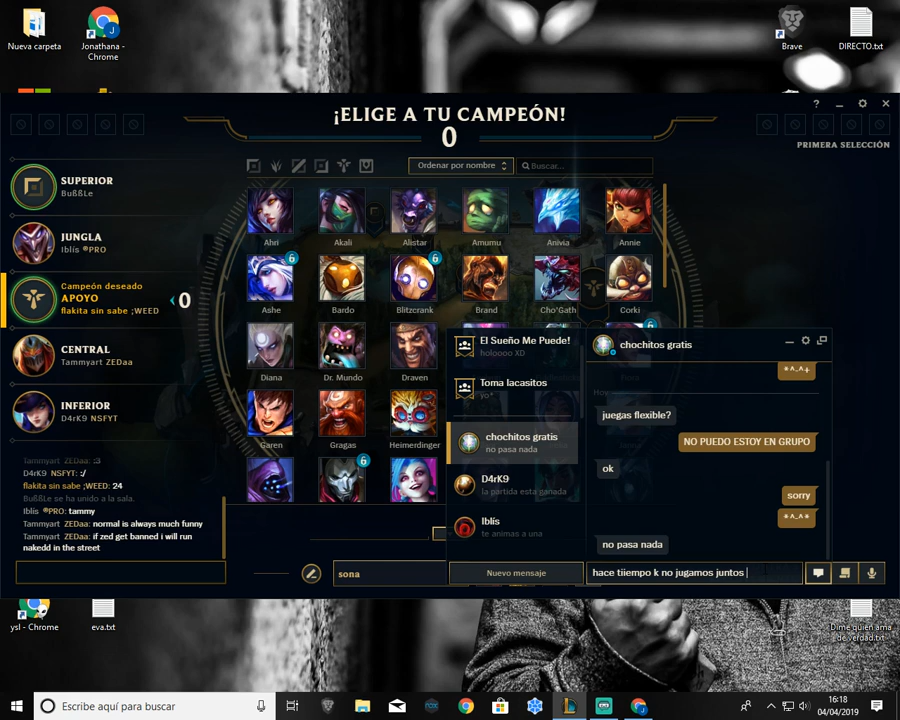 Nueva carpeta
Jonathana -
Chrome
Brave
DIRECTO.txt
¡ELIGE A TU CAMPEÓN!
0
PRIMERA SELECCIÓN
Ordenar por nombre
Buscar...
SUPERIOR
BußßLe
JUNGLA
Iblís ®PRO
Campeón deseado
APOYO
flakita sin sabe ;WEED
0
CENTRAL
Tammyart ZEDaa
INFERIOR
D4rK9 NSFYT
Ahri
Akali
Alistar
Amumu
Anivia
Annie
6
6
Ashe
Bardo
Blitzcrank
Brand
Cho'Gath
Corki
6
Diana
Dr. Mundo
Draven
Garen
Gragas
Heimerdinger
6
Tammyart ZEDaa: :3
D4rK9 NSFYT: :/
flakita sin sabe ;WEED: 24
BußßLe se ha unido a la sala.
Iblís ®PRO: tammy
Tammyart ZEDaa: normal is always much funny
Tammyart ZEDaa: if zed get banned i will run
nakedd in the street
sona
El Sueño Me Puede!
holoooo XD
Toma lacasitos
yo*
chochitos gratis
no pasa nada
D4rK9
la partida esta ganada
Iblís
te animas a una
Nuevo mensaje
chochitos gratis
*^.^*
Hoy
juegas flexible?
NO PUEDO ESTOY EN GRUPO
ok
sorry
*^.^*
no pasa nada
hace tiiempo k no jugamos juntos
ysl - Chrome
eva.txt
Dime quien ama
de verdad.txt
Escribe aquí para buscar
16:18
04/04/2019